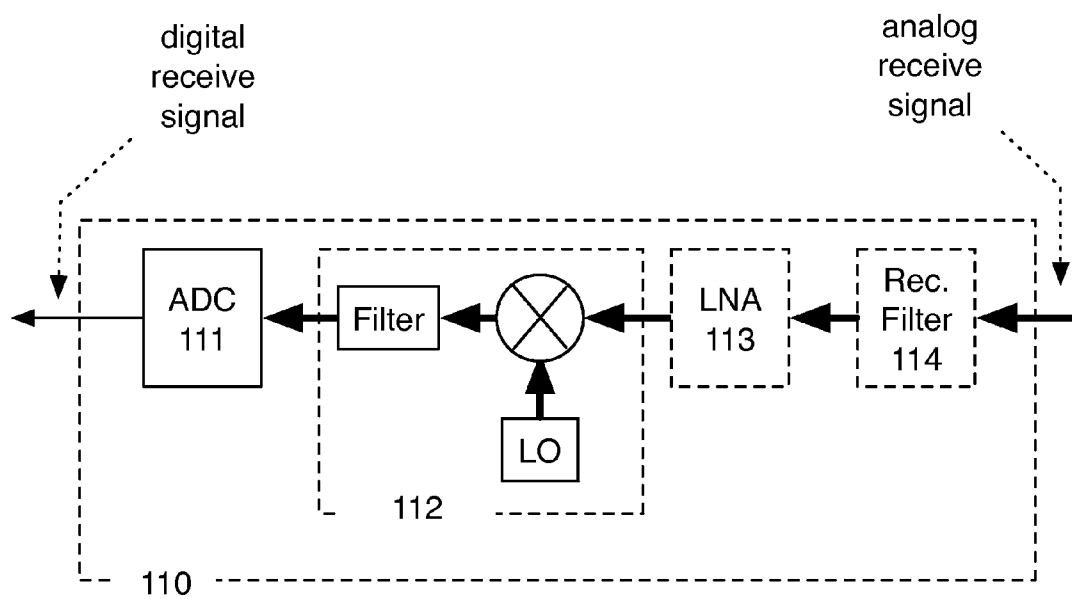 digital
receive
signal
analog
receive
signal
ADC
111
Filter
LNA
113
Rec.
Filter
114
LO
112
110